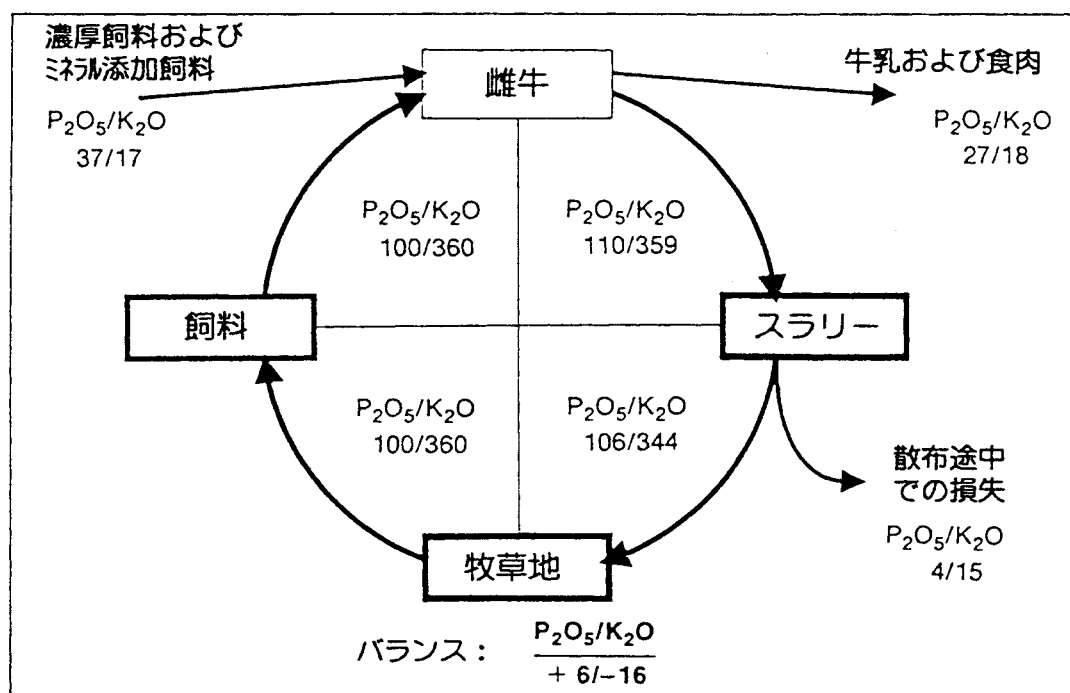 濃厚飼料および
ミネラル添加飼料
P₂O₅/K₂O
37/17
雌牛
牛乳および食肉
P₂O₅/K₂O
27/18
P₂O₅/K₂O
100/360
P₂O₅/K₂O
110/359
飼料
スラリー
P₂O₅/K₂O
100/360
P₂O₅/K₂O
106/344
散布途中
での損失
P₂O₅/K₂O
4/15
牧草地
バランス： P₂O₅/K₂O
+ 6/−16